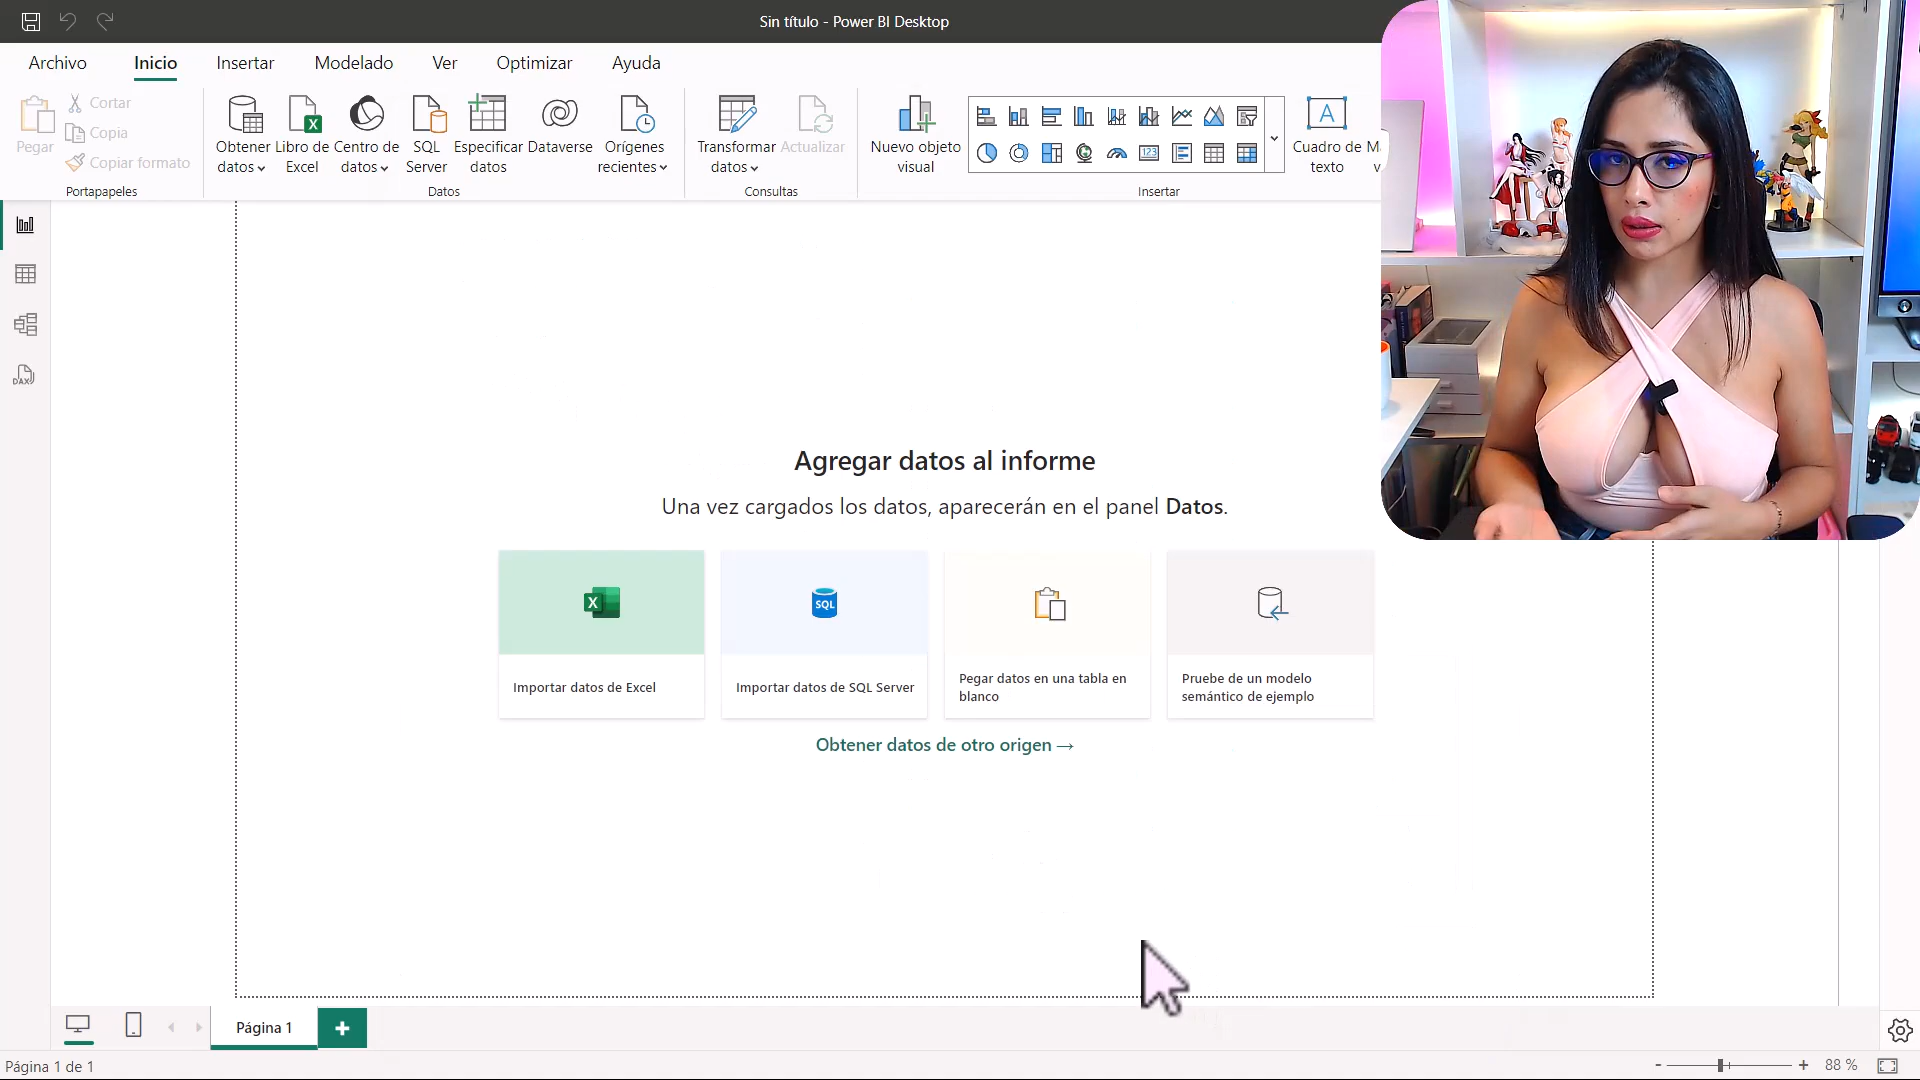 Sin título - Power BI Desktop
Archivo
Inicio
Insertar
Modelado
Ver
Optimizar
Ayuda
Pegar
Cortar
Copia
Copiar formato
Portapapeles
Obtener datos
Libro de Excel
Centro de datos
SQL Server
Especificar datos
Dataverse
Orígenes recientes
Datos
Transformar datos
Actualizar
Consultas
Nuevo objeto visual
123
A
Cuadro de texto
M
v
Insertar
DAX
Agregar datos al informe
Una vez cargados los datos, aparecerán en el panel Datos.
X
SQL
Importar datos de Excel
Importar datos de SQL Server
Pegar datos en una tabla en
blanco
Pruebe de un modelo
semántico de ejemplo
Obtener datos de otro origen →
Página 1
Página 1 de 1
- + 88 %